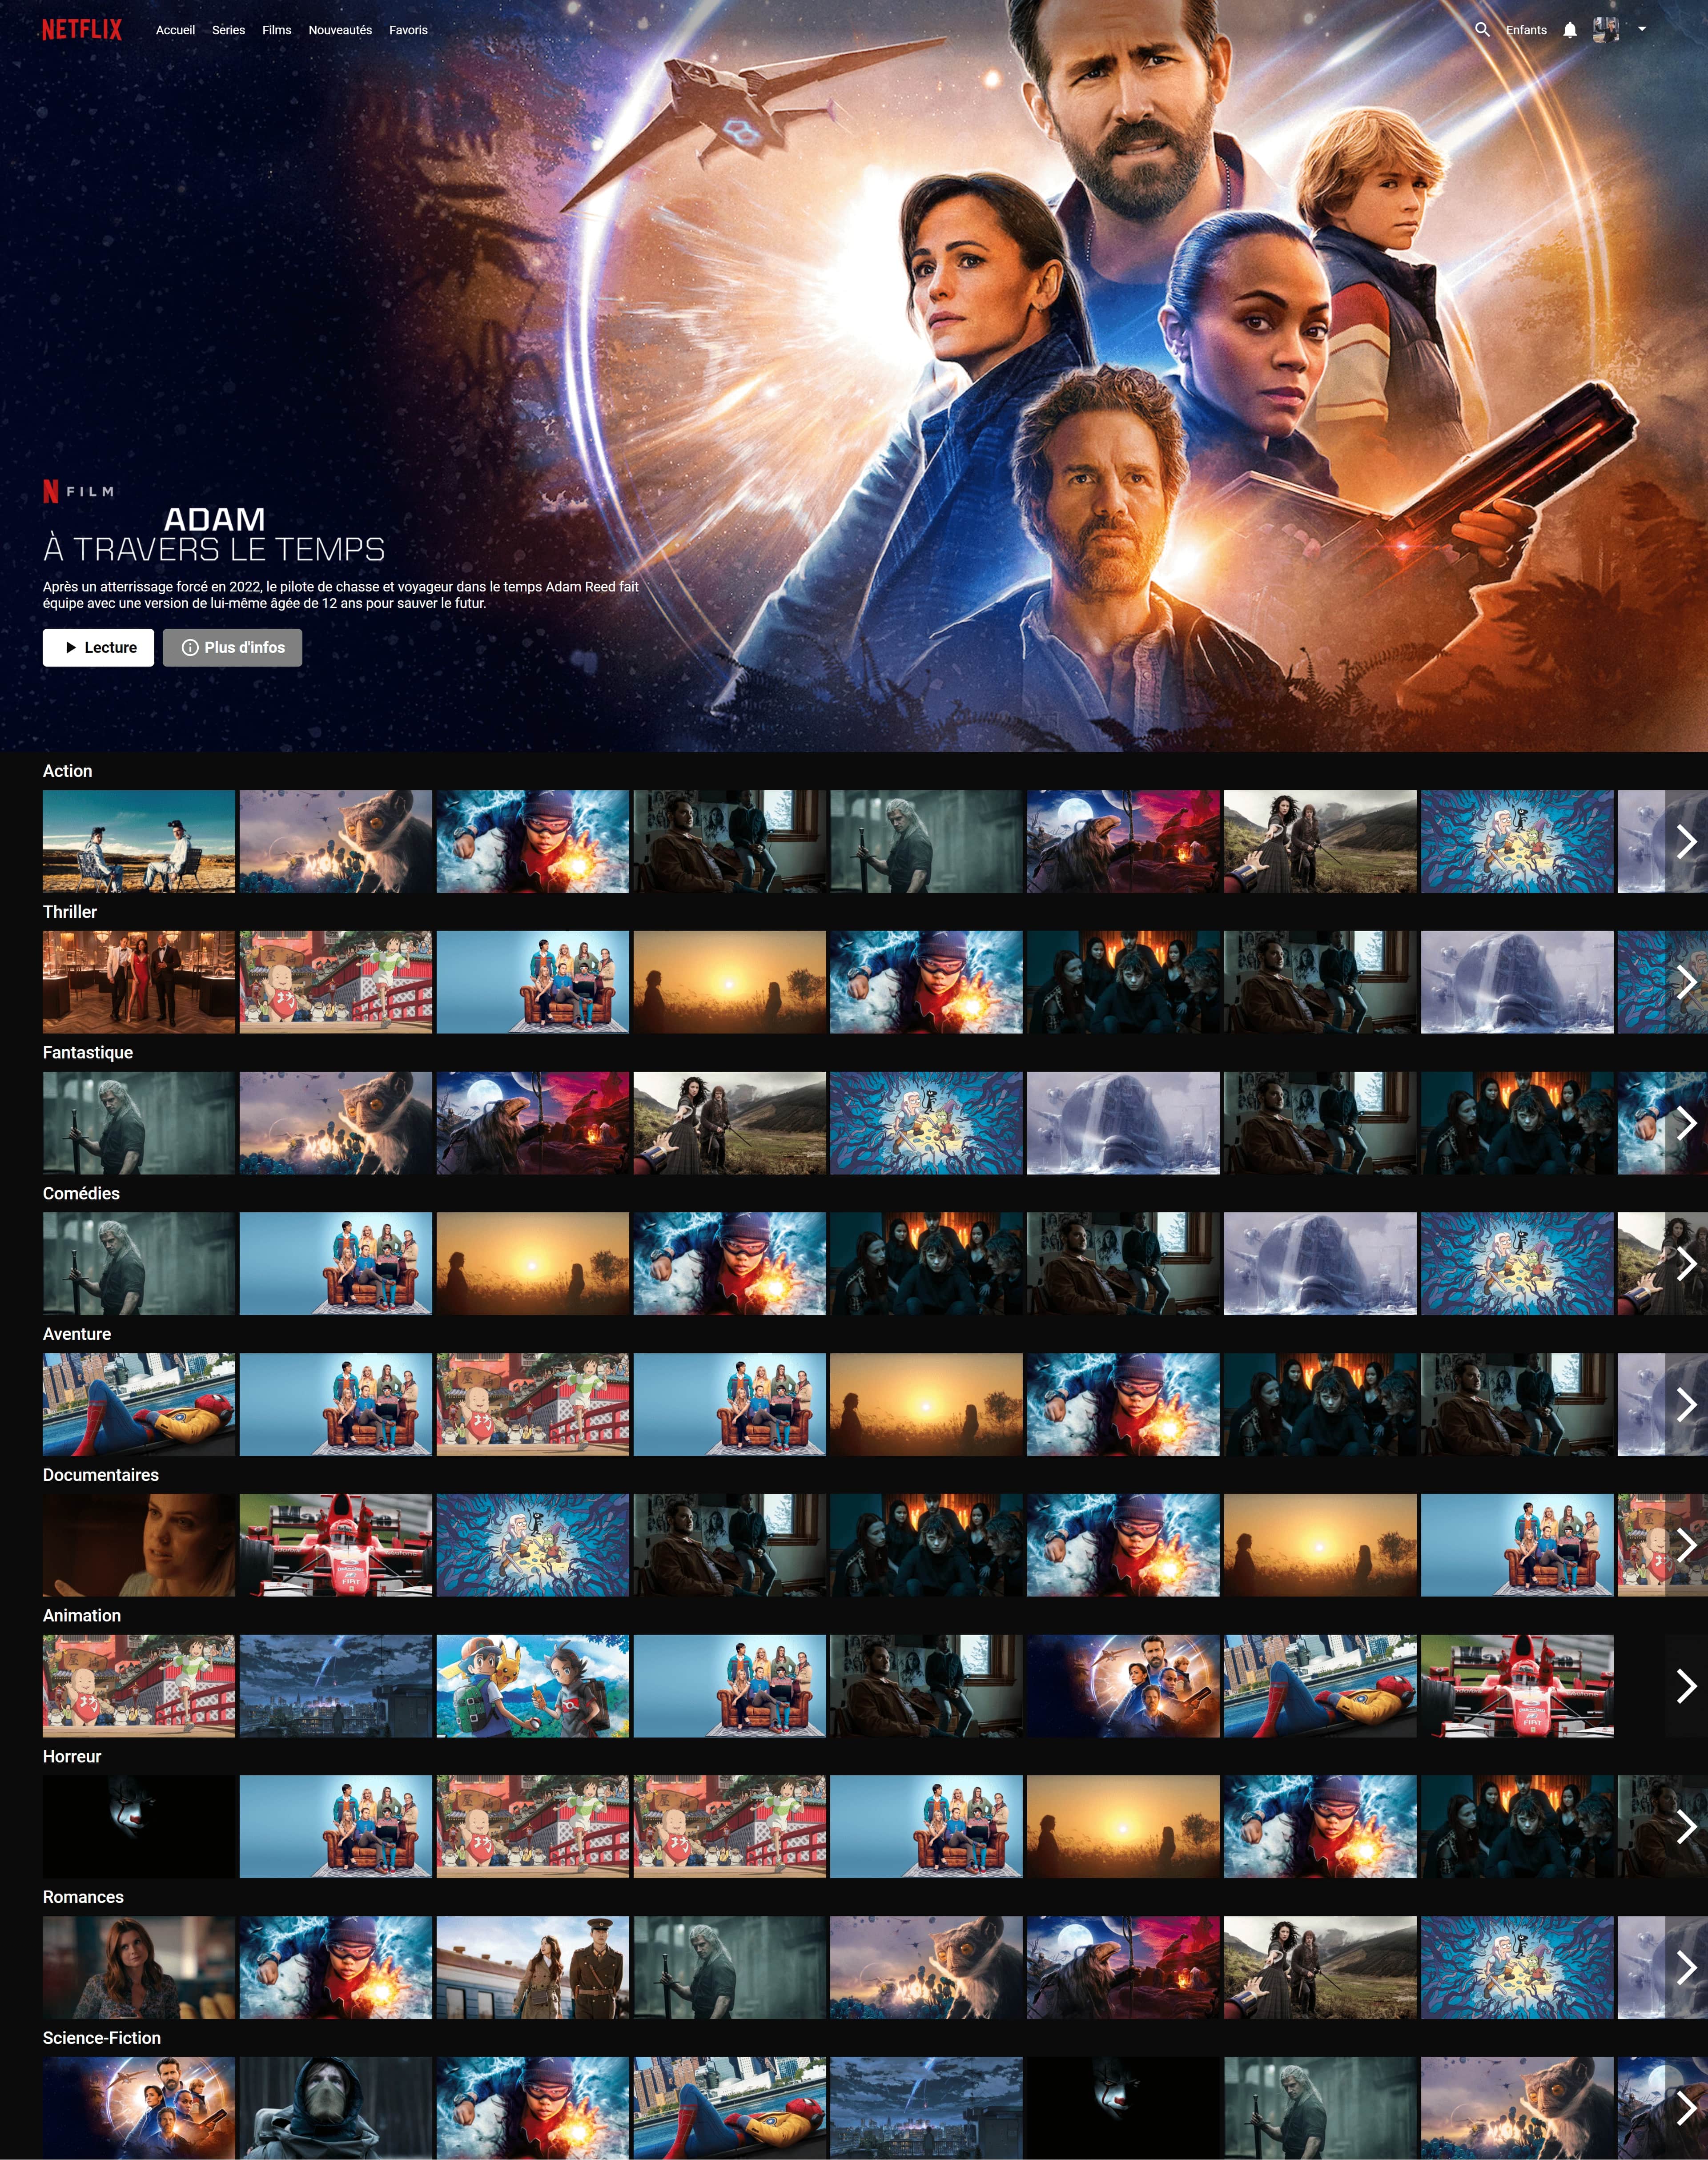 NETFLIX
Accueil Séries Films Nouveautés Favoris
Enfants
N FILM
ADAM
À TRAVERS LE TEMPS
Après un atterrissage forcé en 2022, le pilote de chasse et voyageur dans le temps Adam Reed fait
équipe avec une version de lui-même âgée de 12 ans pour sauver le futur.
Lecture Plus d'infos
Action
Thriller
Fantastique
Comédies
Aventure
Documentaires
Animation
Horreur
Romances
Science-Fiction